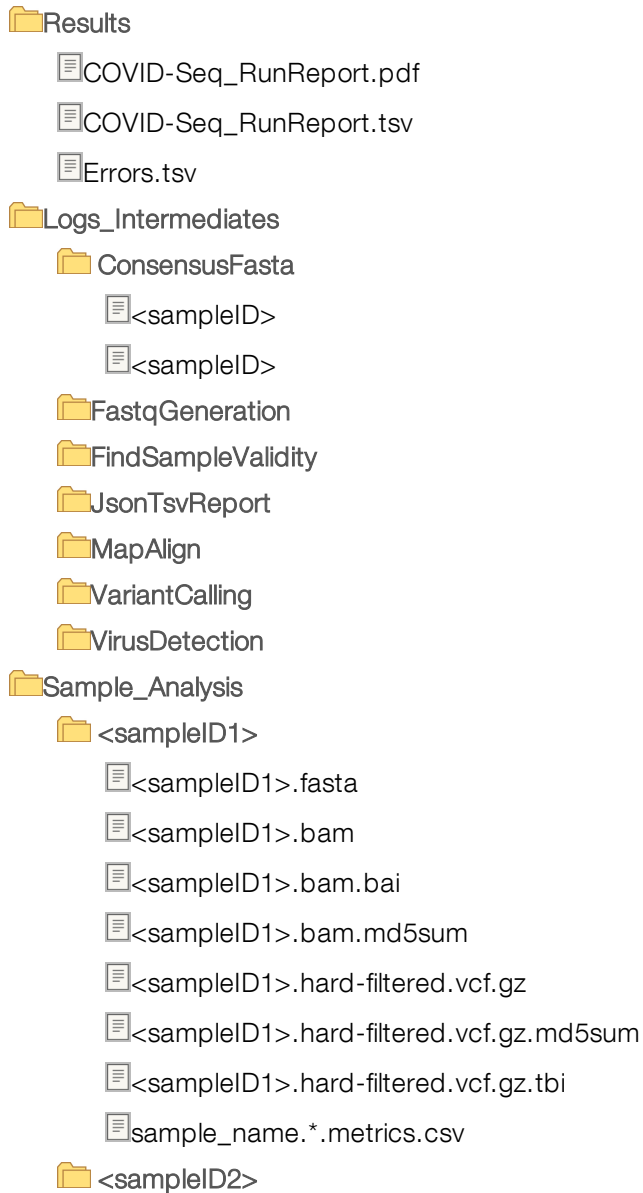 Results
COVID-Seq_RunReport.pdf
COVID-Seq_RunReport.tsv
Errors.tsv
Logs_Intermediates
ConsensusFasta
<sampleID>
<sampleID>
FastqGeneration
FindSampleValidity
JsonTsvReport
MapAlign
VariantCalling
VirusDetection
Sample_Analysis
<sampleID1>
<sampleID1>.fasta
<sampleID1>.bam
<sampleID1>.bam.bai
<sampleID1>.bam.md5sum
<sampleID1>.hard-filtered.vcf.gz
<sampleID1>.hard-filtered.vcf.gz.md5sum
<sampleID1>.hard-filtered.vcf.gz.tbi
sample_name.*.metrics.csv
<sampleID2>